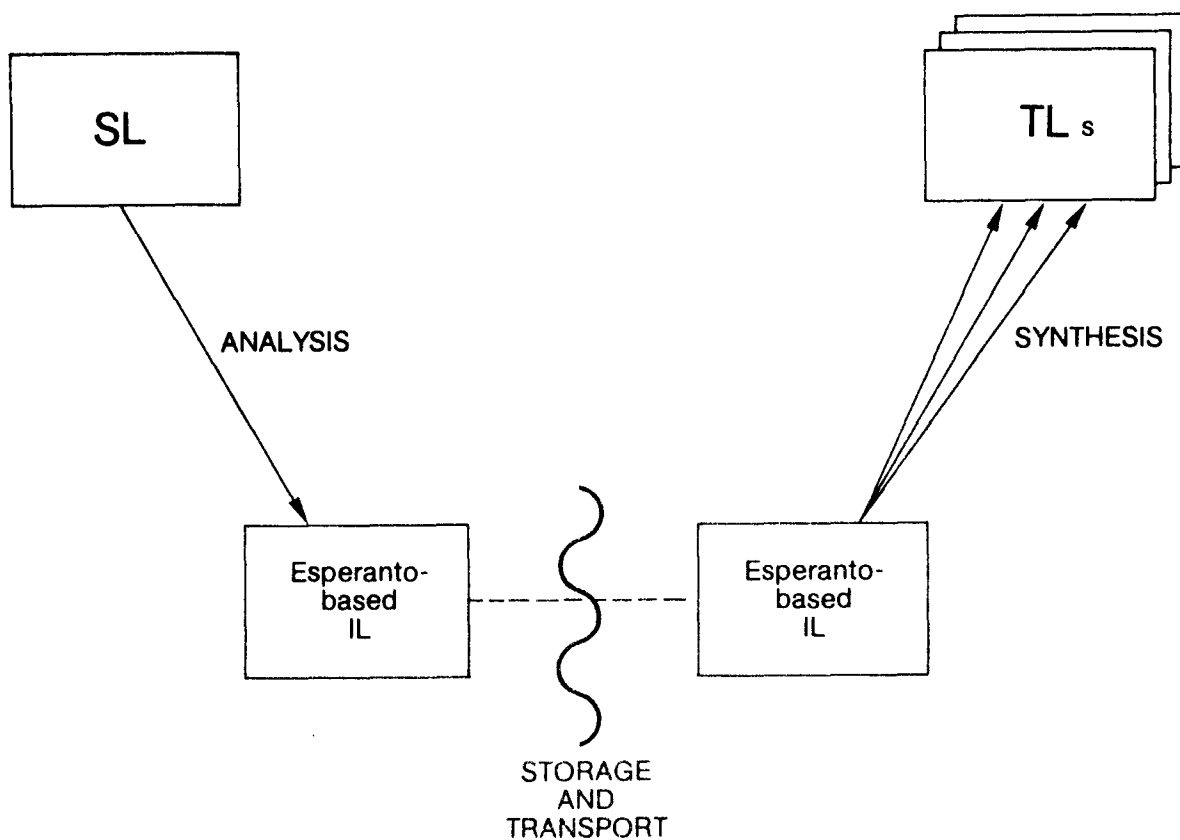 SL
TL s
ANALYSIS
SYNTHESIS
Esperanto-
based
IL
Esperanto-
based
IL
STORAGE
AND
TRANSPORT